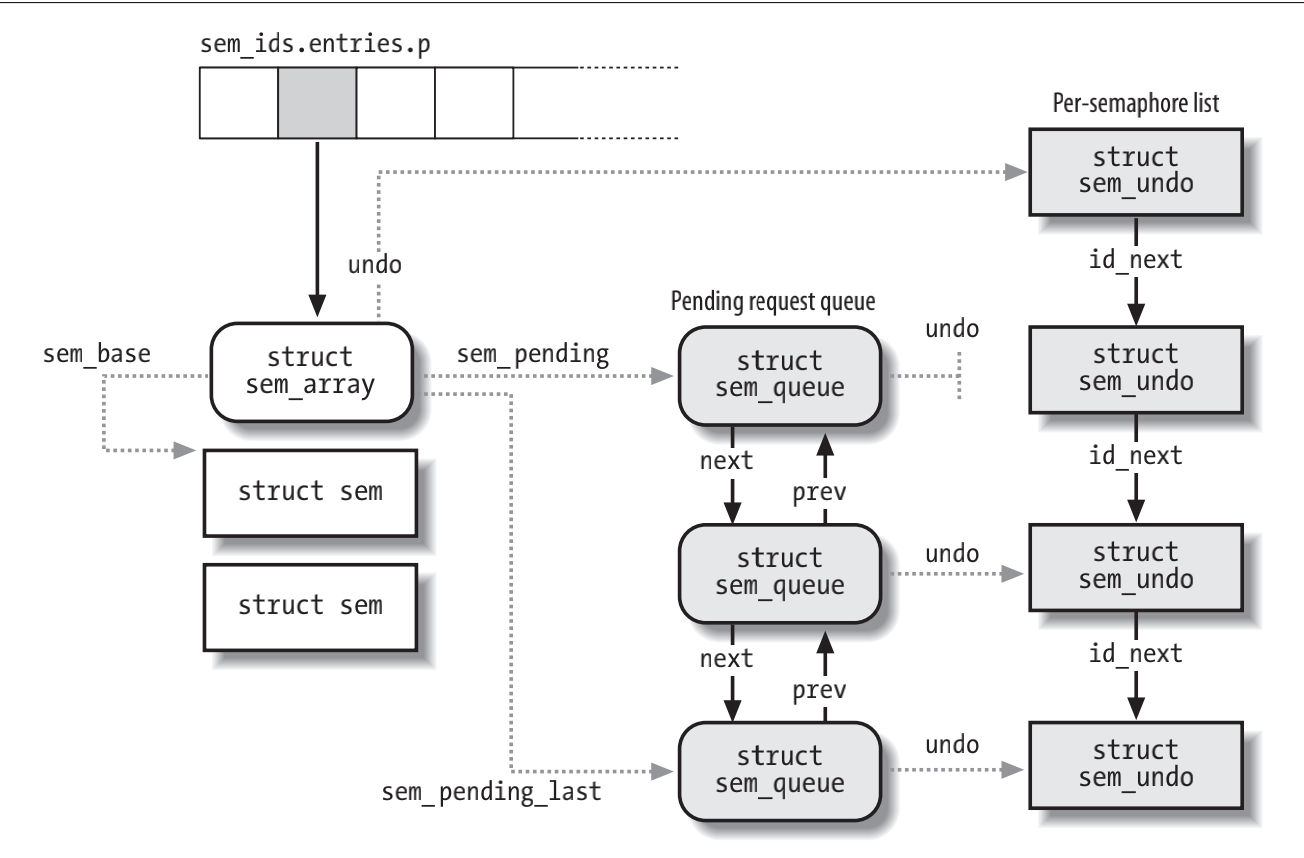 sem_ids.entries.p
Per-semaphore list
struct
sem_undo
undo
id_next
Pending request queue
sem_base
struct
sem_array
sem_pending
struct
sem_queue
undo
struct
sem_undo
next
prev
id_next
struct sem
struct
sem_queue
undo
struct
sem_undo
struct sem
next
prev
id_next
sem_pending_last
struct
sem_queue
undo
struct
sem_undo